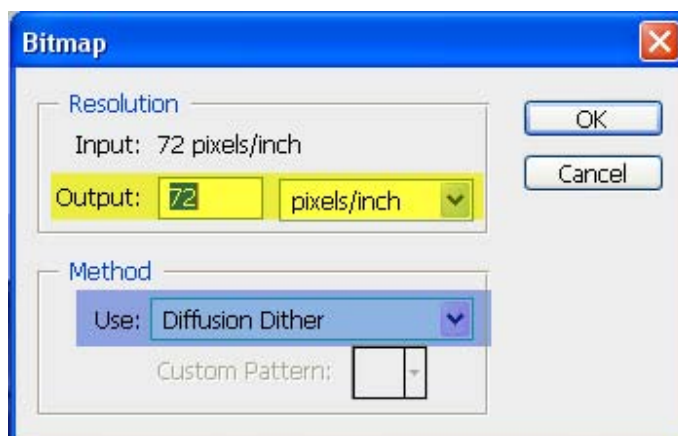 Bitmap
Resolution
Input: 72 pixels/inch
Output: 72 pixels/inch
OK
Cancel
Method
Use: Diffusion Dither
Custom Pattern: